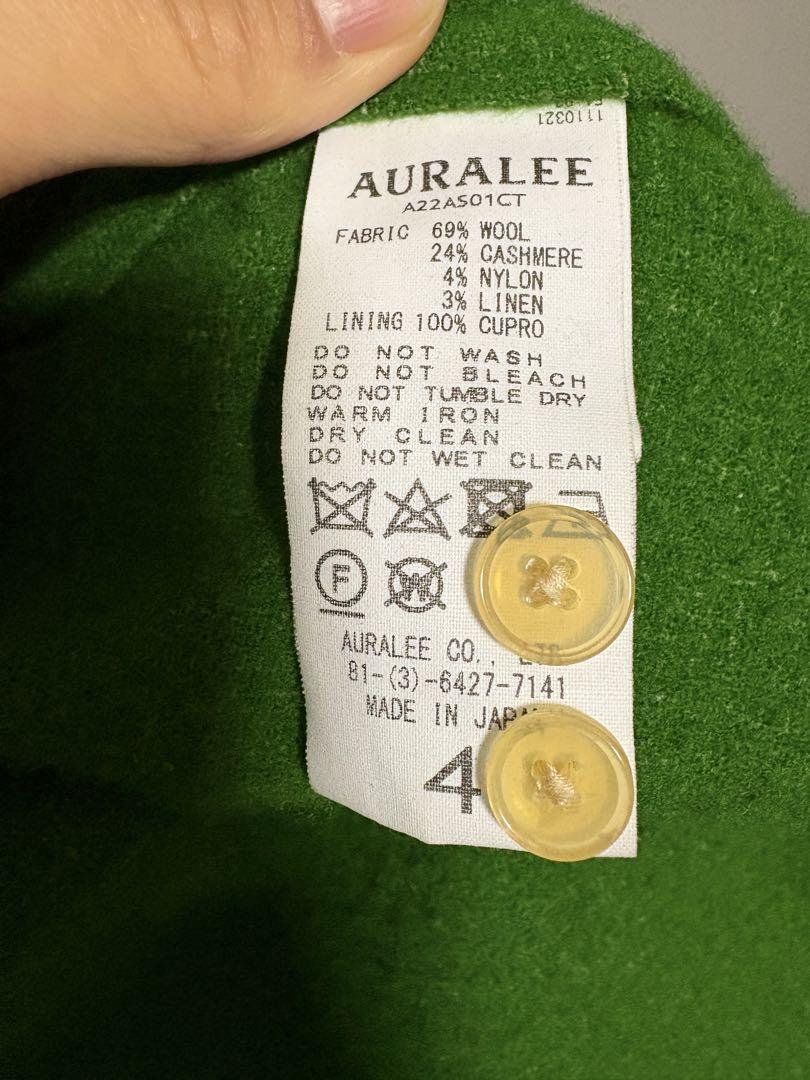 1110321
AURALEE
A22AS01CT
FABRIC 69% WOOL
24% CASHMERE
4% NYLON
3% LINEN
LINING 100% CUPRO
DO NOT WASH
DO NOT BLEACH
DO NOT TUMBLE DRY
WARM IRON
DRY CLEAN
DO NOT WET CLEAN
F W
AURALEE CO., LTD
81-(3)-6427-7141
MADE IN JAPAN
4